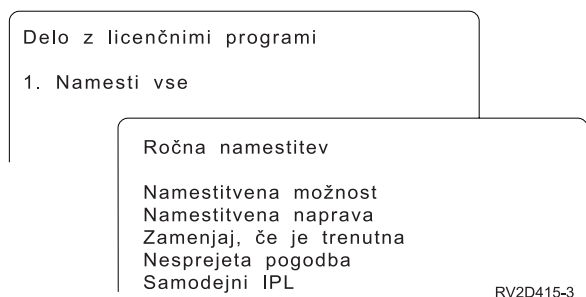 Delo z licenčnimi programi
1. Namesti vse
Ročna namestitev
Namestitvena možnost
Namestitvena naprava
Zamenjaj, če je trenutna
Nesprejeta pogodba
Samodejni IPL
RV2D415-3